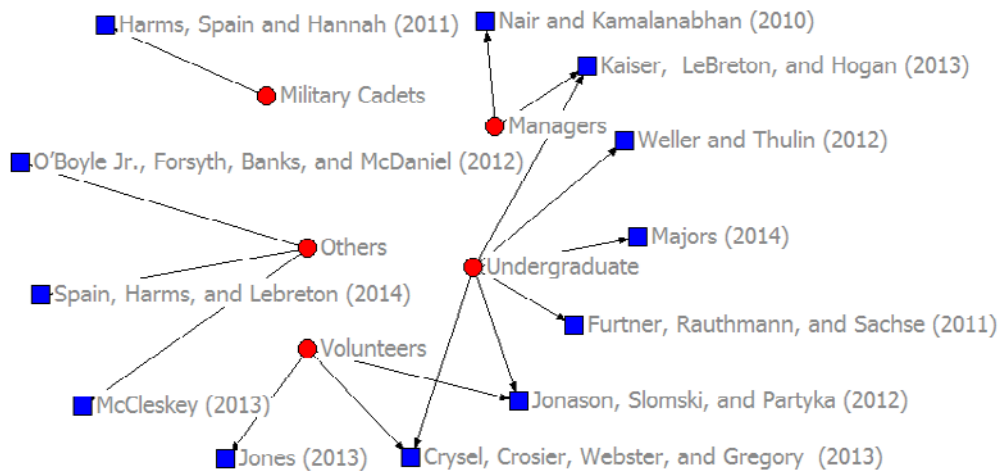 Harms, Spain and Hannah (2011)
Nair and Kamalanabhan (2010)
Kaiser, LeBreton, and Hogan (2013)
Military Cadets
Managers
Weller and Thulin (2012)
O'Boyle Jr., Forsyth, Banks, and McDaniel (2012)
Others
Majors (2014)
Undergraduate
Spain, Harms, and Lebreton (2014)
Furtner, Rauthmann, and Sachse (2011)
Volunteers
McCleskey (2013)
Jonason, Slomski, and Partyka (2012)
Jones (2013)
Crysel, Crosier, Webster, and Gregory (2013)